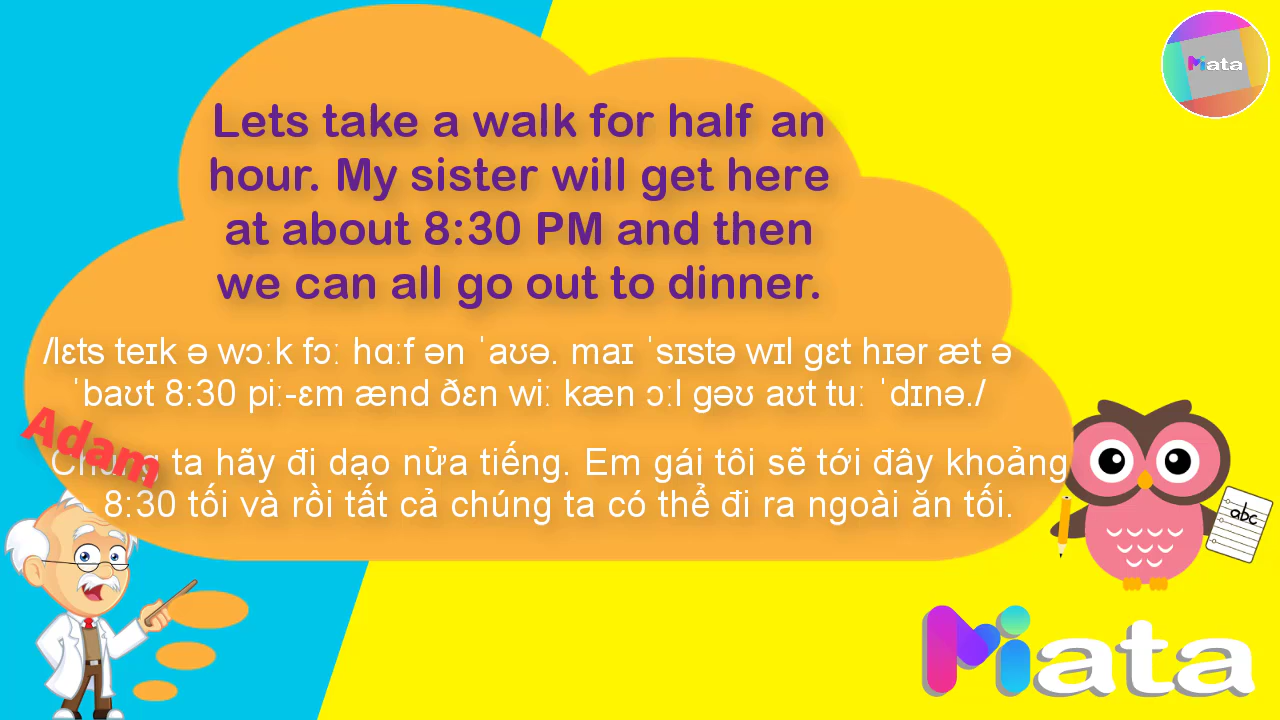 Mata
Lets take a walk for half an
hour. My sister will get here
at about 8:30 PM and then
we can all go out to dinner.
/lɛts teɪk ə wɔːk fɔː hɑːf ən ˈaʊə. maɪ ˈsɪstə wɪl gɛt hɪər æt ə
ˈbaʊt 8:30 piː-ɛm ænd ðɛn wiː kæn ɔːl gəʊ aʊt tuː ˈdɪnə./
Adam
Chúng ta hãy đi dạo nửa tiếng. Em gái tôi sẽ tới đây khoảng
8:30 tối và rồi tất cả chúng ta có thể đi ra ngoài ăn tối.
abc
Mata